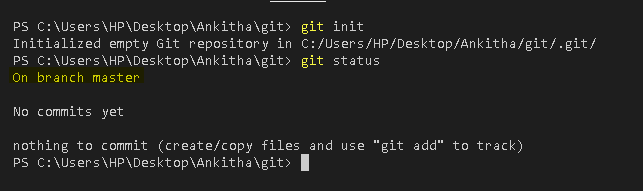 PS C:\Users\HP\Desktop\Ankitha\git> git init
Initialized empty Git repository in C:/Users/HP/Desktop/Ankitha/git/.git/
PS C:\Users\HP\Desktop\Ankitha\git> git status
On branch master
No commits yet
nothing to commit (create/copy files and use "git add" to track)
PS C:\Users\HP\Desktop\Ankitha\git>